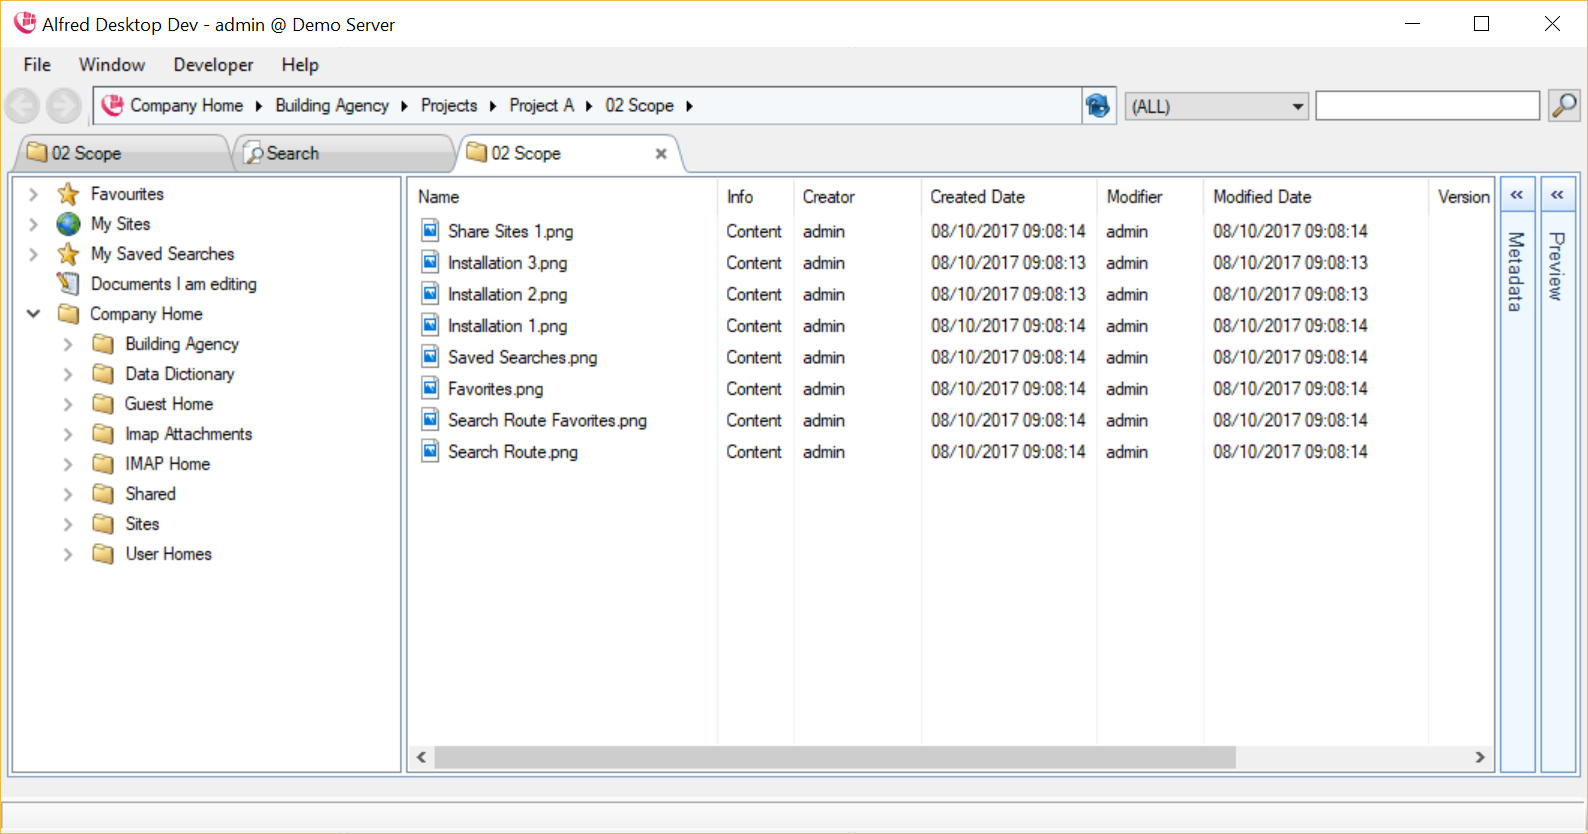 Alfred Desktop Dev - admin @ Demo Server
File Window Developer Help
Company Home Building Agency Projects Project A 02 Scope (ALL)
02 Scope Search 02 Scope
Favourites
My Sites
My Saved Searches
Documents I am editing
Company Home
Building Agency
Data Dictionary
Guest Home
Imap Attachments
IMAP Home
Shared
Sites
User Homes
Name Info Creator Created Date Modifier Modified Date Version
Share Sites 1.png Content admin 08/10/2017 09:08:14 admin 08/10/2017 09:08:14
Installation 3.png Content admin 08/10/2017 09:08:13 admin 08/10/2017 09:08:13
Installation 2.png Content admin 08/10/2017 09:08:13 admin 08/10/2017 09:08:13
Installation 1.png Content admin 08/10/2017 09:08:14 admin 08/10/2017 09:08:14
Saved Searches.png Content admin 08/10/2017 09:08:14 admin 08/10/2017 09:08:14
Favorites.png Content admin 08/10/2017 09:08:14 admin 08/10/2017 09:08:14
Search Route Favorites.png Content admin 08/10/2017 09:08:14 admin 08/10/2017 09:08:14
Search Route.png Content admin 08/10/2017 09:08:14 admin 08/10/2017 09:08:14
Metadata
Preview